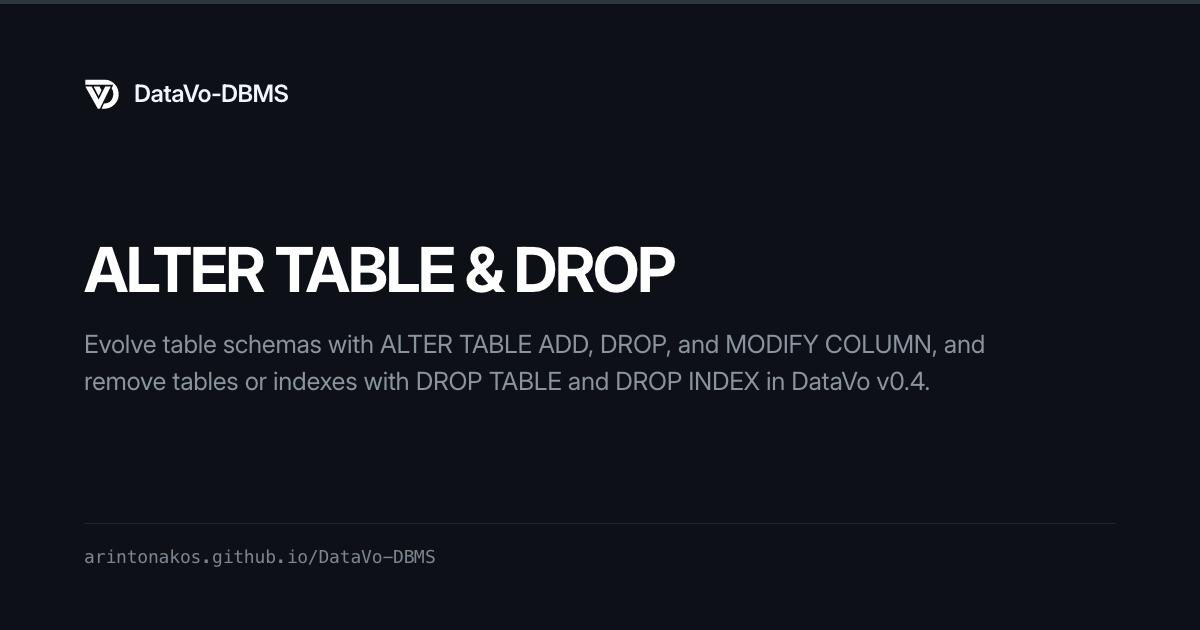 DataVo-DBMS
ALTER TABLE & DROP
Evolve table schemas with ALTER TABLE ADD, DROP, and MODIFY COLUMN, and
remove tables or indexes with DROP TABLE and DROP INDEX in DataVo v0.4.
arintonakos.github.io/DataVo-DBMS